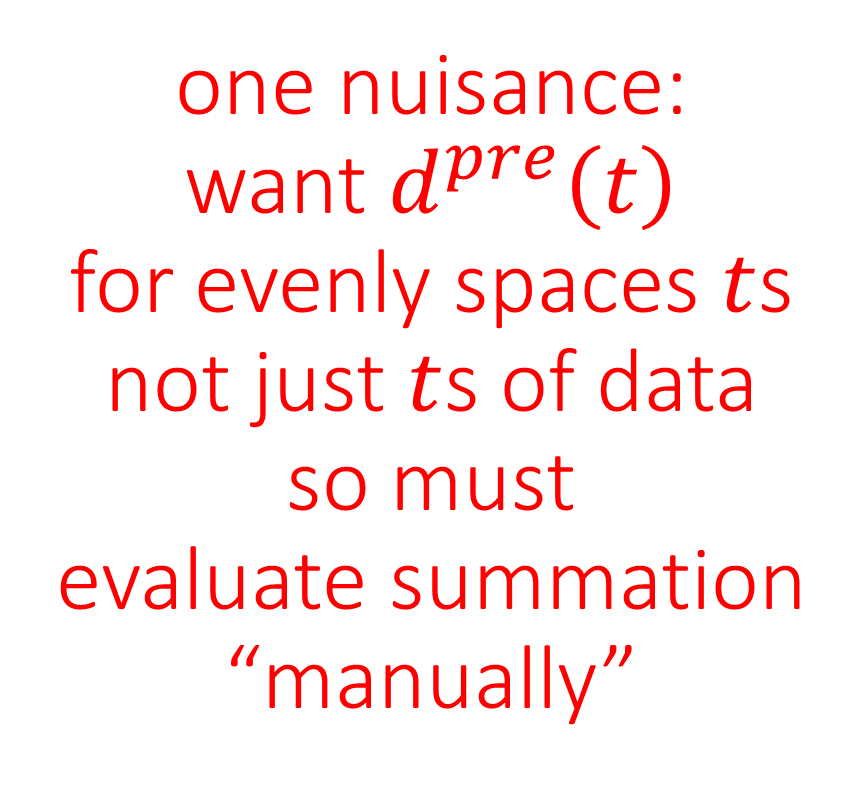 one nuisance:
want d^{pre}(t)
for evenly spaces ts
not just ts of data
so must
evaluate summation
“manually”